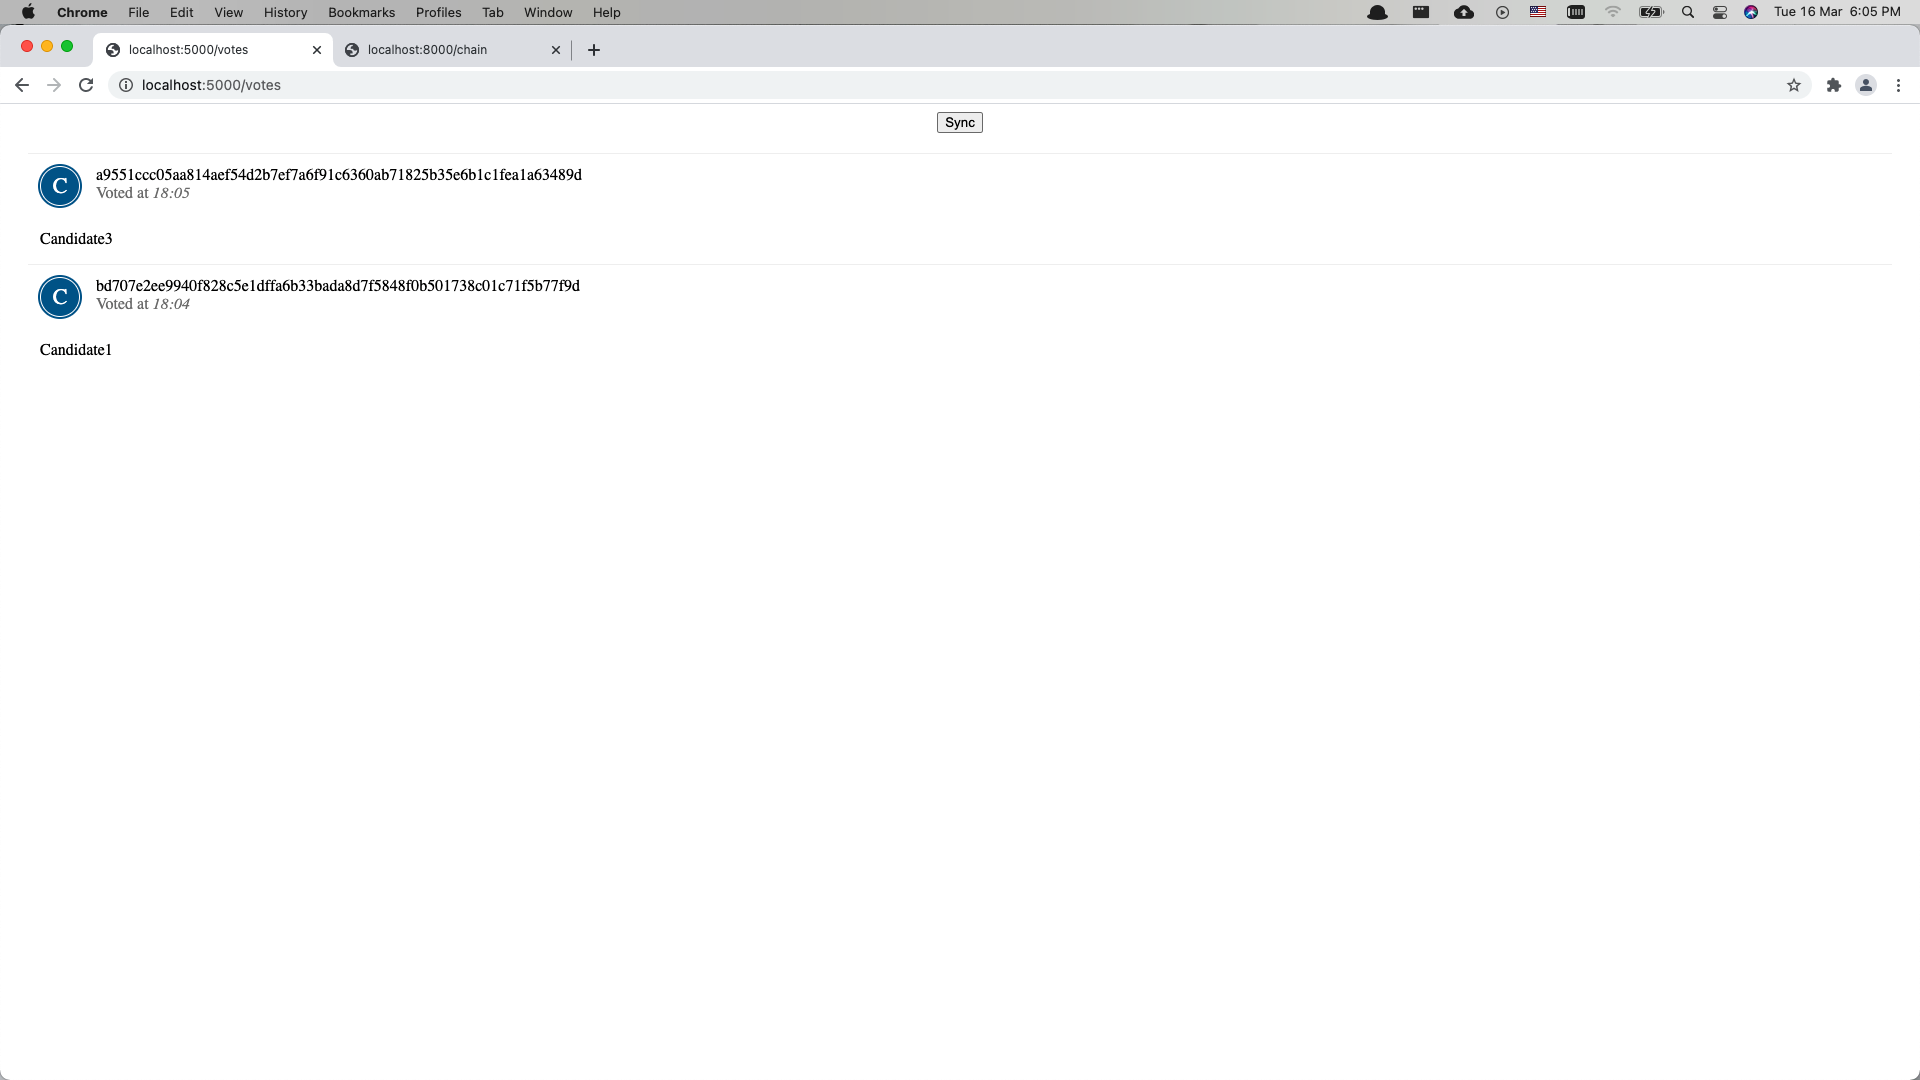 Chrome File Edit View History Bookmarks Profiles Tab Window Help Tue 16 Mar 6:05 PM
localhost:5000/votes localhost:8000/chain
localhost:5000/votes
Sync
C
a9551ccc05aa814aef54d2b7ef7a6f91c6360ab71825b35e6b1c1fea1a63489d
Voted at 18:05
Candidate3
C
bd707e2ee9940f828c5e1dffa6b33bada8d7f5848f0b501738c01c71f5b77f9d
Voted at 18:04
Candidate1